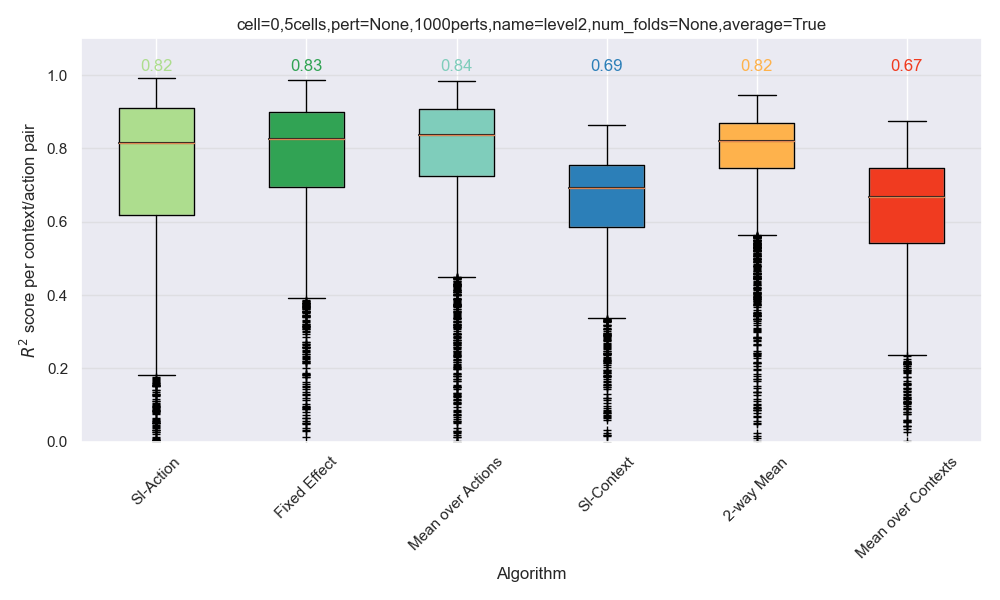 cell=0,5cells,pert=None,1000perts,name=level2,num_folds=None,average=True
0.82 0.83 0.84 0.69 0.82 0.67
R² score per context/action pair
1.0
0.8
0.6
0.4
0.2
0.0
SI-Action
Fixed Effect
Mean over Actions
SI-Context
2-way Mean
Mean over Contexts
Algorithm